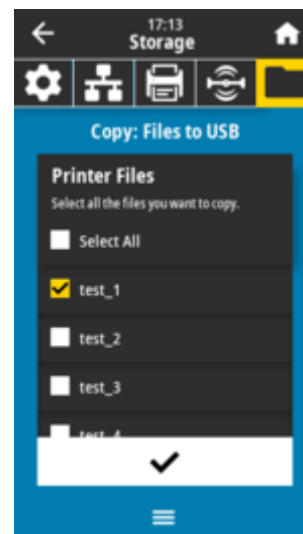 17:13
Storage
Copy: Files to USB
Printer Files
Select all the files you want to copy.
Select All
test_1
test_2
test_3
test_4